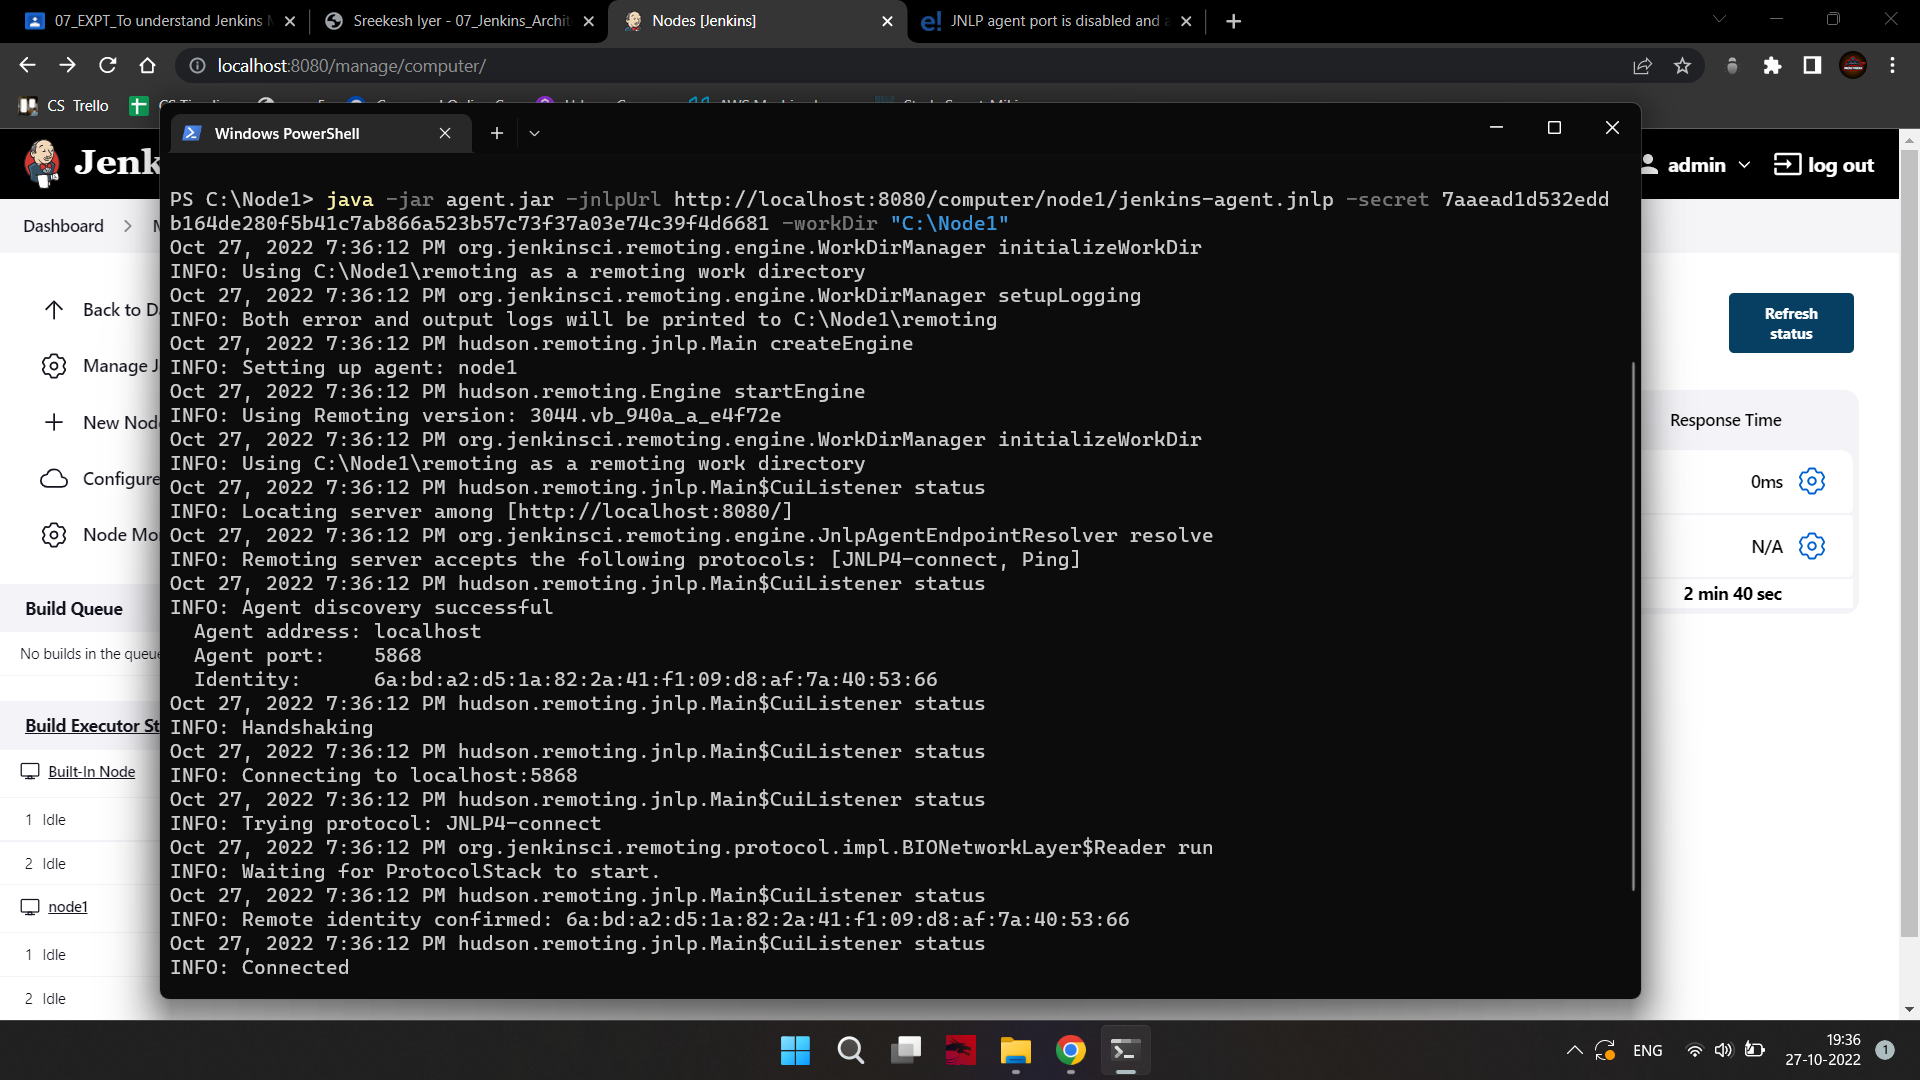 07_EXPT_To understand Jenkins M
Sreekesh Iyer - 07_Jenkins_Archit
Nodes [Jenkins]
JNLP agent port is disabled and a
localhost:8080/manage/computer/
CS Trello
Windows PowerShell
Jenk
admin
log out
Dashboard
PS C:\Node1> java -jar agent.jar -jnlpUrl http://localhost:8080/computer/node1/jenkins-agent.jnlp -secret 7aaead1d532edd
b164de280f5b41c7ab866a523b57c73f37a03e74c39f4d6681 -workDir "C:\Node1"
Oct 27, 2022 7:36:12 PM org.jenkinsci.remoting.engine.WorkDirManager initializeWorkDir
INFO: Using C:\Node1\remoting as a remoting work directory
Oct 27, 2022 7:36:12 PM org.jenkinsci.remoting.engine.WorkDirManager setupLogging
INFO: Both error and output logs will be printed to C:\Node1\remoting
Oct 27, 2022 7:36:12 PM hudson.remoting.jnlp.Main createEngine
INFO: Setting up agent: node1
Oct 27, 2022 7:36:12 PM hudson.remoting.Engine startEngine
INFO: Using Remoting version: 3044.vb_940a_a_e4f72e
Oct 27, 2022 7:36:12 PM org.jenkinsci.remoting.engine.WorkDirManager initializeWorkDir
INFO: Using C:\Node1\remoting as a remoting work directory
Oct 27, 2022 7:36:12 PM hudson.remoting.jnlp.Main$CuiListener status
INFO: Locating server among [http://localhost:8080/]
Oct 27, 2022 7:36:12 PM org.jenkinsci.remoting.engine.JnlpAgentEndpointResolver resolve
INFO: Remoting server accepts the following protocols: [JNLP4-connect, Ping]
Oct 27, 2022 7:36:12 PM hudson.remoting.jnlp.Main$CuiListener status
INFO: Agent discovery successful
Agent address: localhost
Agent port: 5868
Identity: 6a:bd:a2:d5:1a:82:2a:41:f1:09:d8:af:7a:40:53:66
Oct 27, 2022 7:36:12 PM hudson.remoting.jnlp.Main$CuiListener status
INFO: Handshaking
Oct 27, 2022 7:36:12 PM hudson.remoting.jnlp.Main$CuiListener status
INFO: Connecting to localhost:5868
Oct 27, 2022 7:36:12 PM hudson.remoting.jnlp.Main$CuiListener status
INFO: Trying protocol: JNLP4-connect
Oct 27, 2022 7:36:12 PM org.jenkinsci.remoting.protocol.impl.BIONetworkLayer$Reader run
INFO: Waiting for ProtocolStack to start.
Oct 27, 2022 7:36:12 PM hudson.remoting.jnlp.Main$CuiListener status
INFO: Remote identity confirmed: 6a:bd:a2:d5:1a:82:2a:41:f1:09:d8:af:7a:40:53:66
Oct 27, 2022 7:36:12 PM hudson.remoting.jnlp.Main$CuiListener status
INFO: Connected
Back to Da
Manage J
New Nod
Configure
Node Mo
Build Queue
No builds in the queue
Build Executor St
Built-In Node
1 Idle
2 Idle
node1
1 Idle
2 Idle
Refresh
status
Response Time
0ms
N/A
2 min 40 sec
ENG
19:36
27-10-2022
1